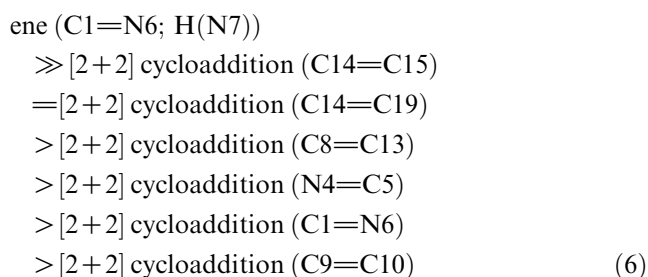 ene (C1=N6; H(N7))
≫[2+2] cycloaddition (C14=C15)
=[2+2] cycloaddition (C14=C19)
>[2+2] cycloaddition (C8=C13)
>[2+2] cycloaddition (N4=C5)
>[2+2] cycloaddition (C1=N6)
>[2+2] cycloaddition (C9=C10) (6)